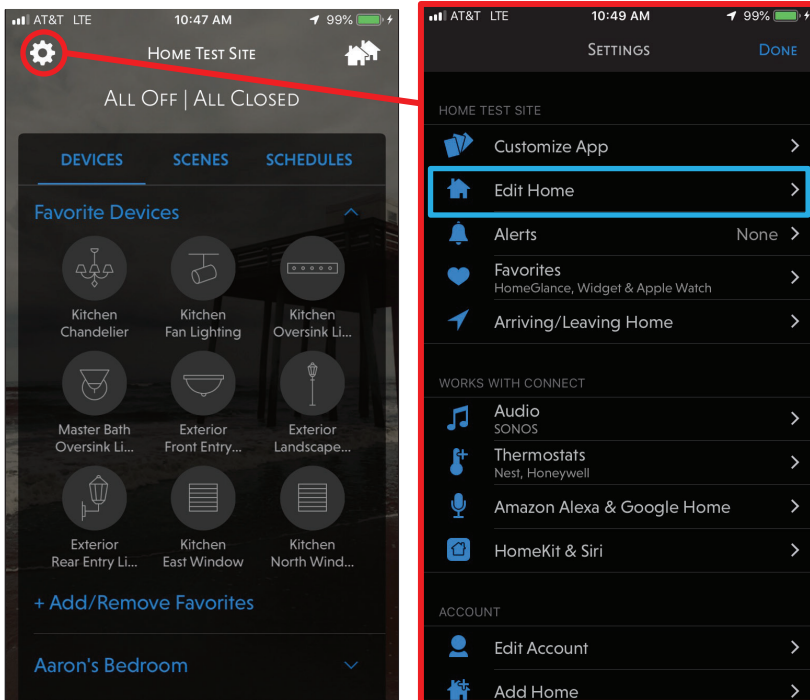 AT&T LTE 10:47 AM 99%
HOME TEST SITE
ALL OFF | ALL CLOSED
DEVICES SCENES SCHEDULES
Favorite Devices
Kitchen Chandelier
Kitchen Fan Lighting
Kitchen Oversink Li...
Master Bath Oversink Li...
Exterior Front Entry...
Exterior Landscape...
Exterior Rear Entry Li...
Kitchen East Window
Kitchen North Wind...
+ Add/Remove Favorites
Aaron's Bedroom
AT&T LTE 10:49 AM 99%
SETTINGS DONE
HOME TEST SITE
Customize App
Edit Home
Alerts None
Favorites
HomeGlance, Widget & Apple Watch
Arriving/Leaving Home
WORKS WITH CONNECT
Audio
SONOS
Thermostats
Nest, Honeywell
Amazon Alexa & Google Home
HomeKit & Siri
ACCOUNT
Edit Account
Add Home